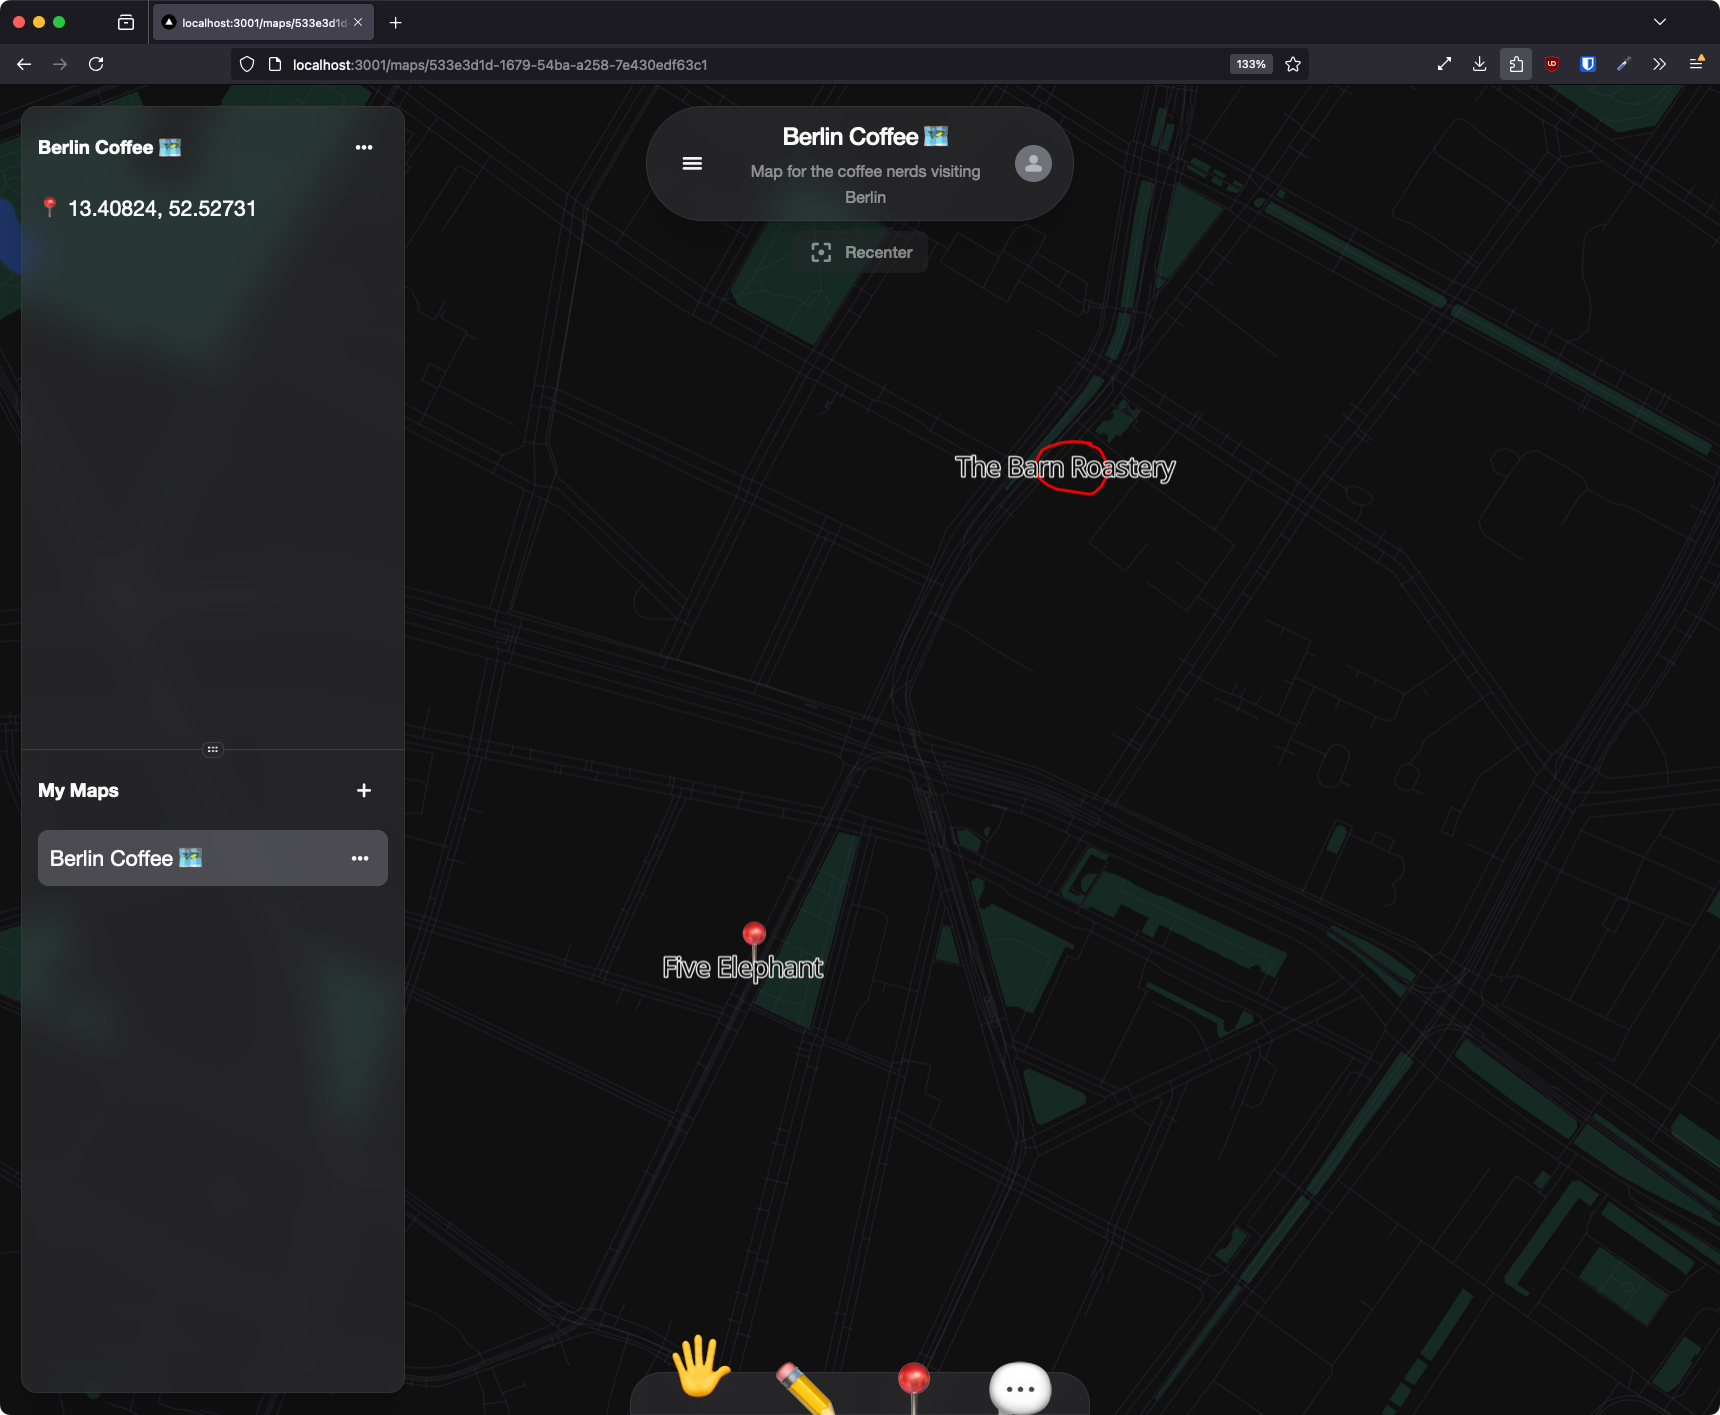 localhost:3001/maps/533e3d1d
localhost:3001/maps/533e3d1d-1679-54ba-a258-7e430edf63c1
133%
Berlin Coffee
13.40824, 52.52731
Berlin Coffee
Map for the coffee nerds visiting
Berlin
Recenter
The Barn Roastery
Five Elephant
My Maps
Berlin Coffee